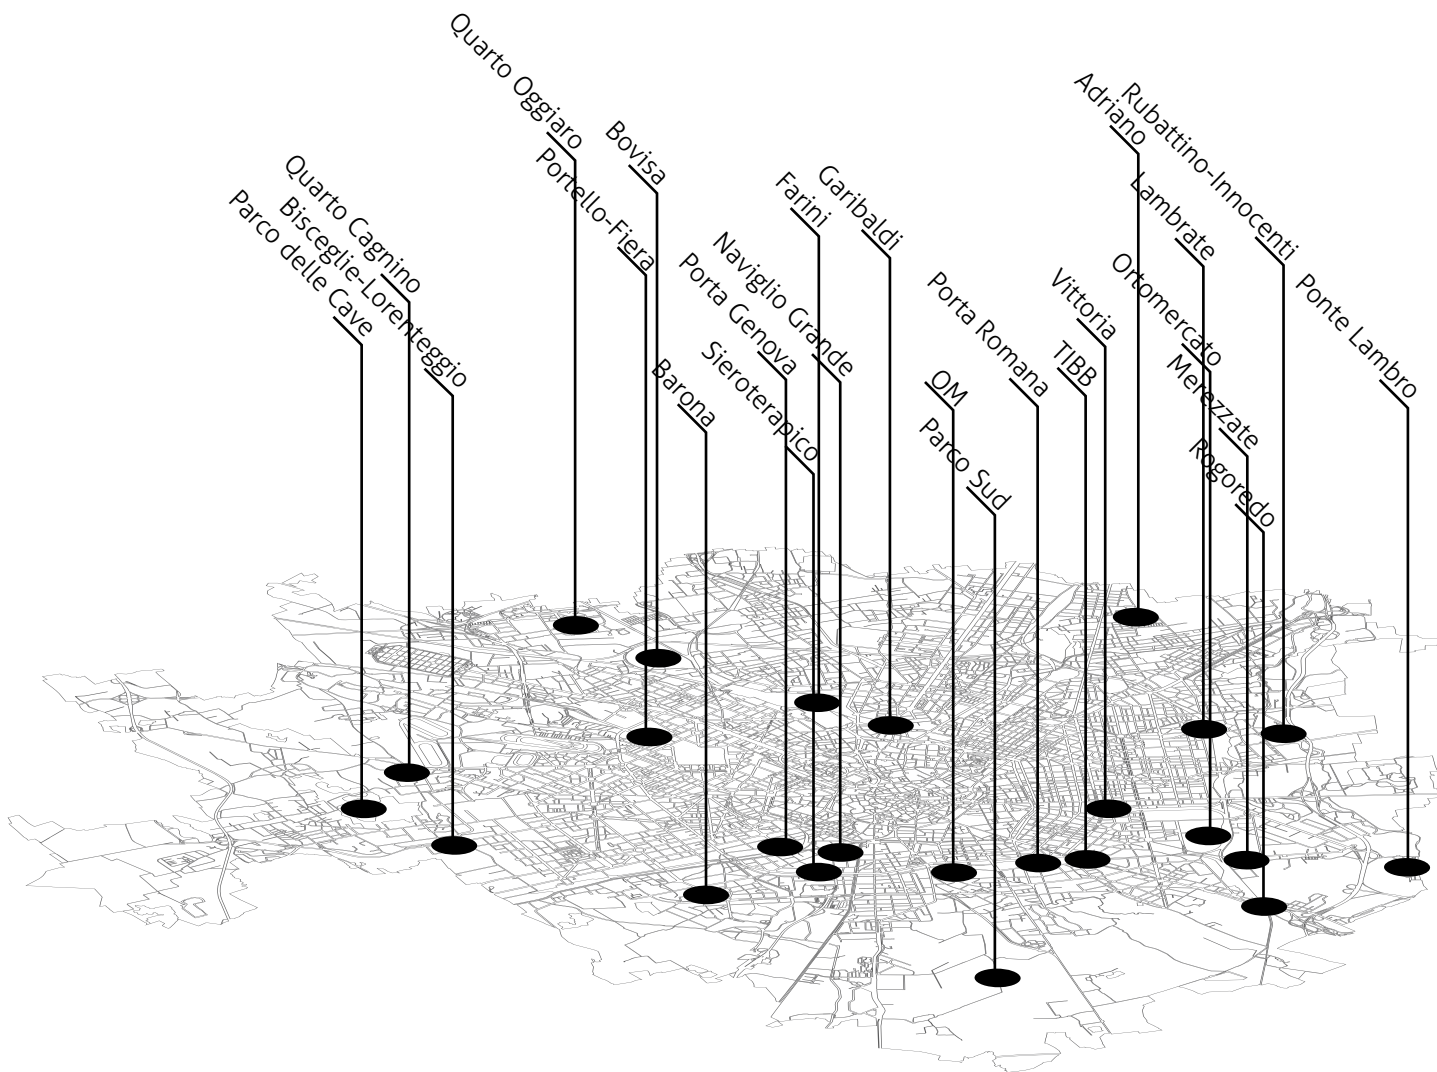 Quarto Oggiaro
Bovisa
Portello-Fiera
Quarto Cagnino
Bisceglie-Lorenteggio
Parco delle Cave
Farini
Garibaldi
Naviglio Grande
Porta Genova
Sieroterapico
Barona
Adriano
Rubattino-Innocenti
Lambrate
Ortomercato
Vittoria
Porta Romana
TIBB
OM
Parco Sud
Merezzate
Rogoredo
Ponte Lambro